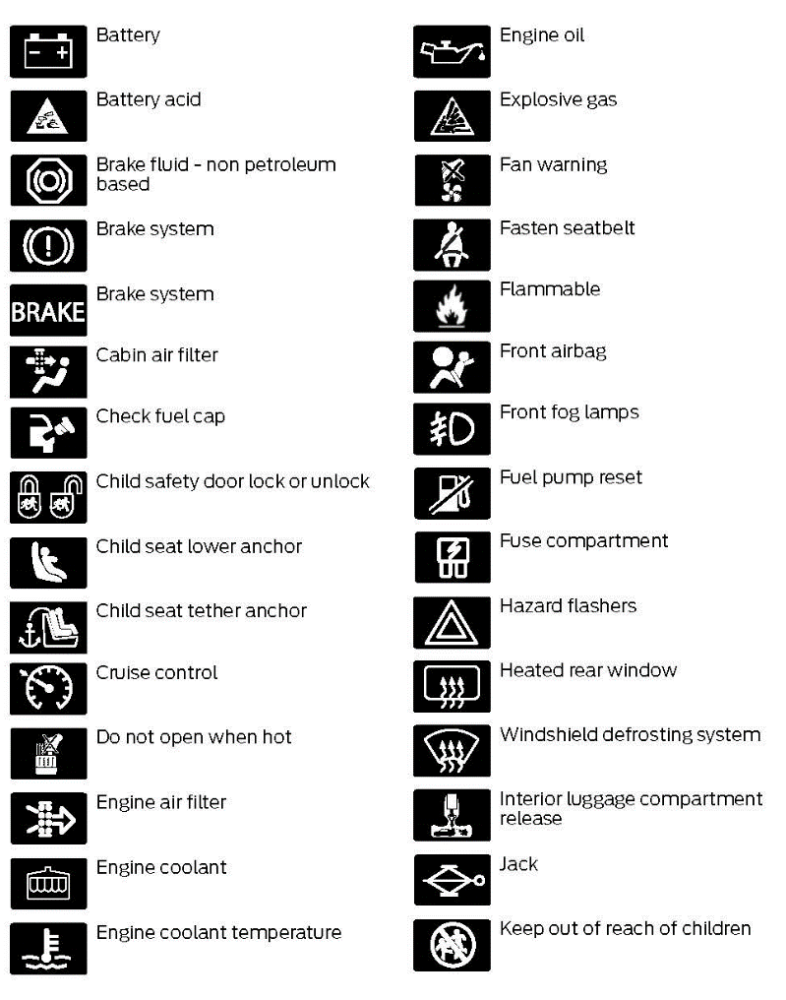 Battery
Battery acid
Brake fluid - non petroleum
based
Brake system
BRAKE
Brake system
Cabin air filter
Check fuel cap
Child safety door lock or unlock
Child seat lower anchor
Child seat tether anchor
Cruise control
Do not open when hot
Engine air filter
Engine coolant
Engine coolant temperature
Engine oil
Explosive gas
Fan warning
Fasten seatbelt
Flammable
Front airbag
Front fog lamps
Fuel pump reset
Fuse compartment
Hazard flashers
Heated rear window
Windshield defrosting system
Interior luggage compartment
release
Jack
Keep out of reach of children